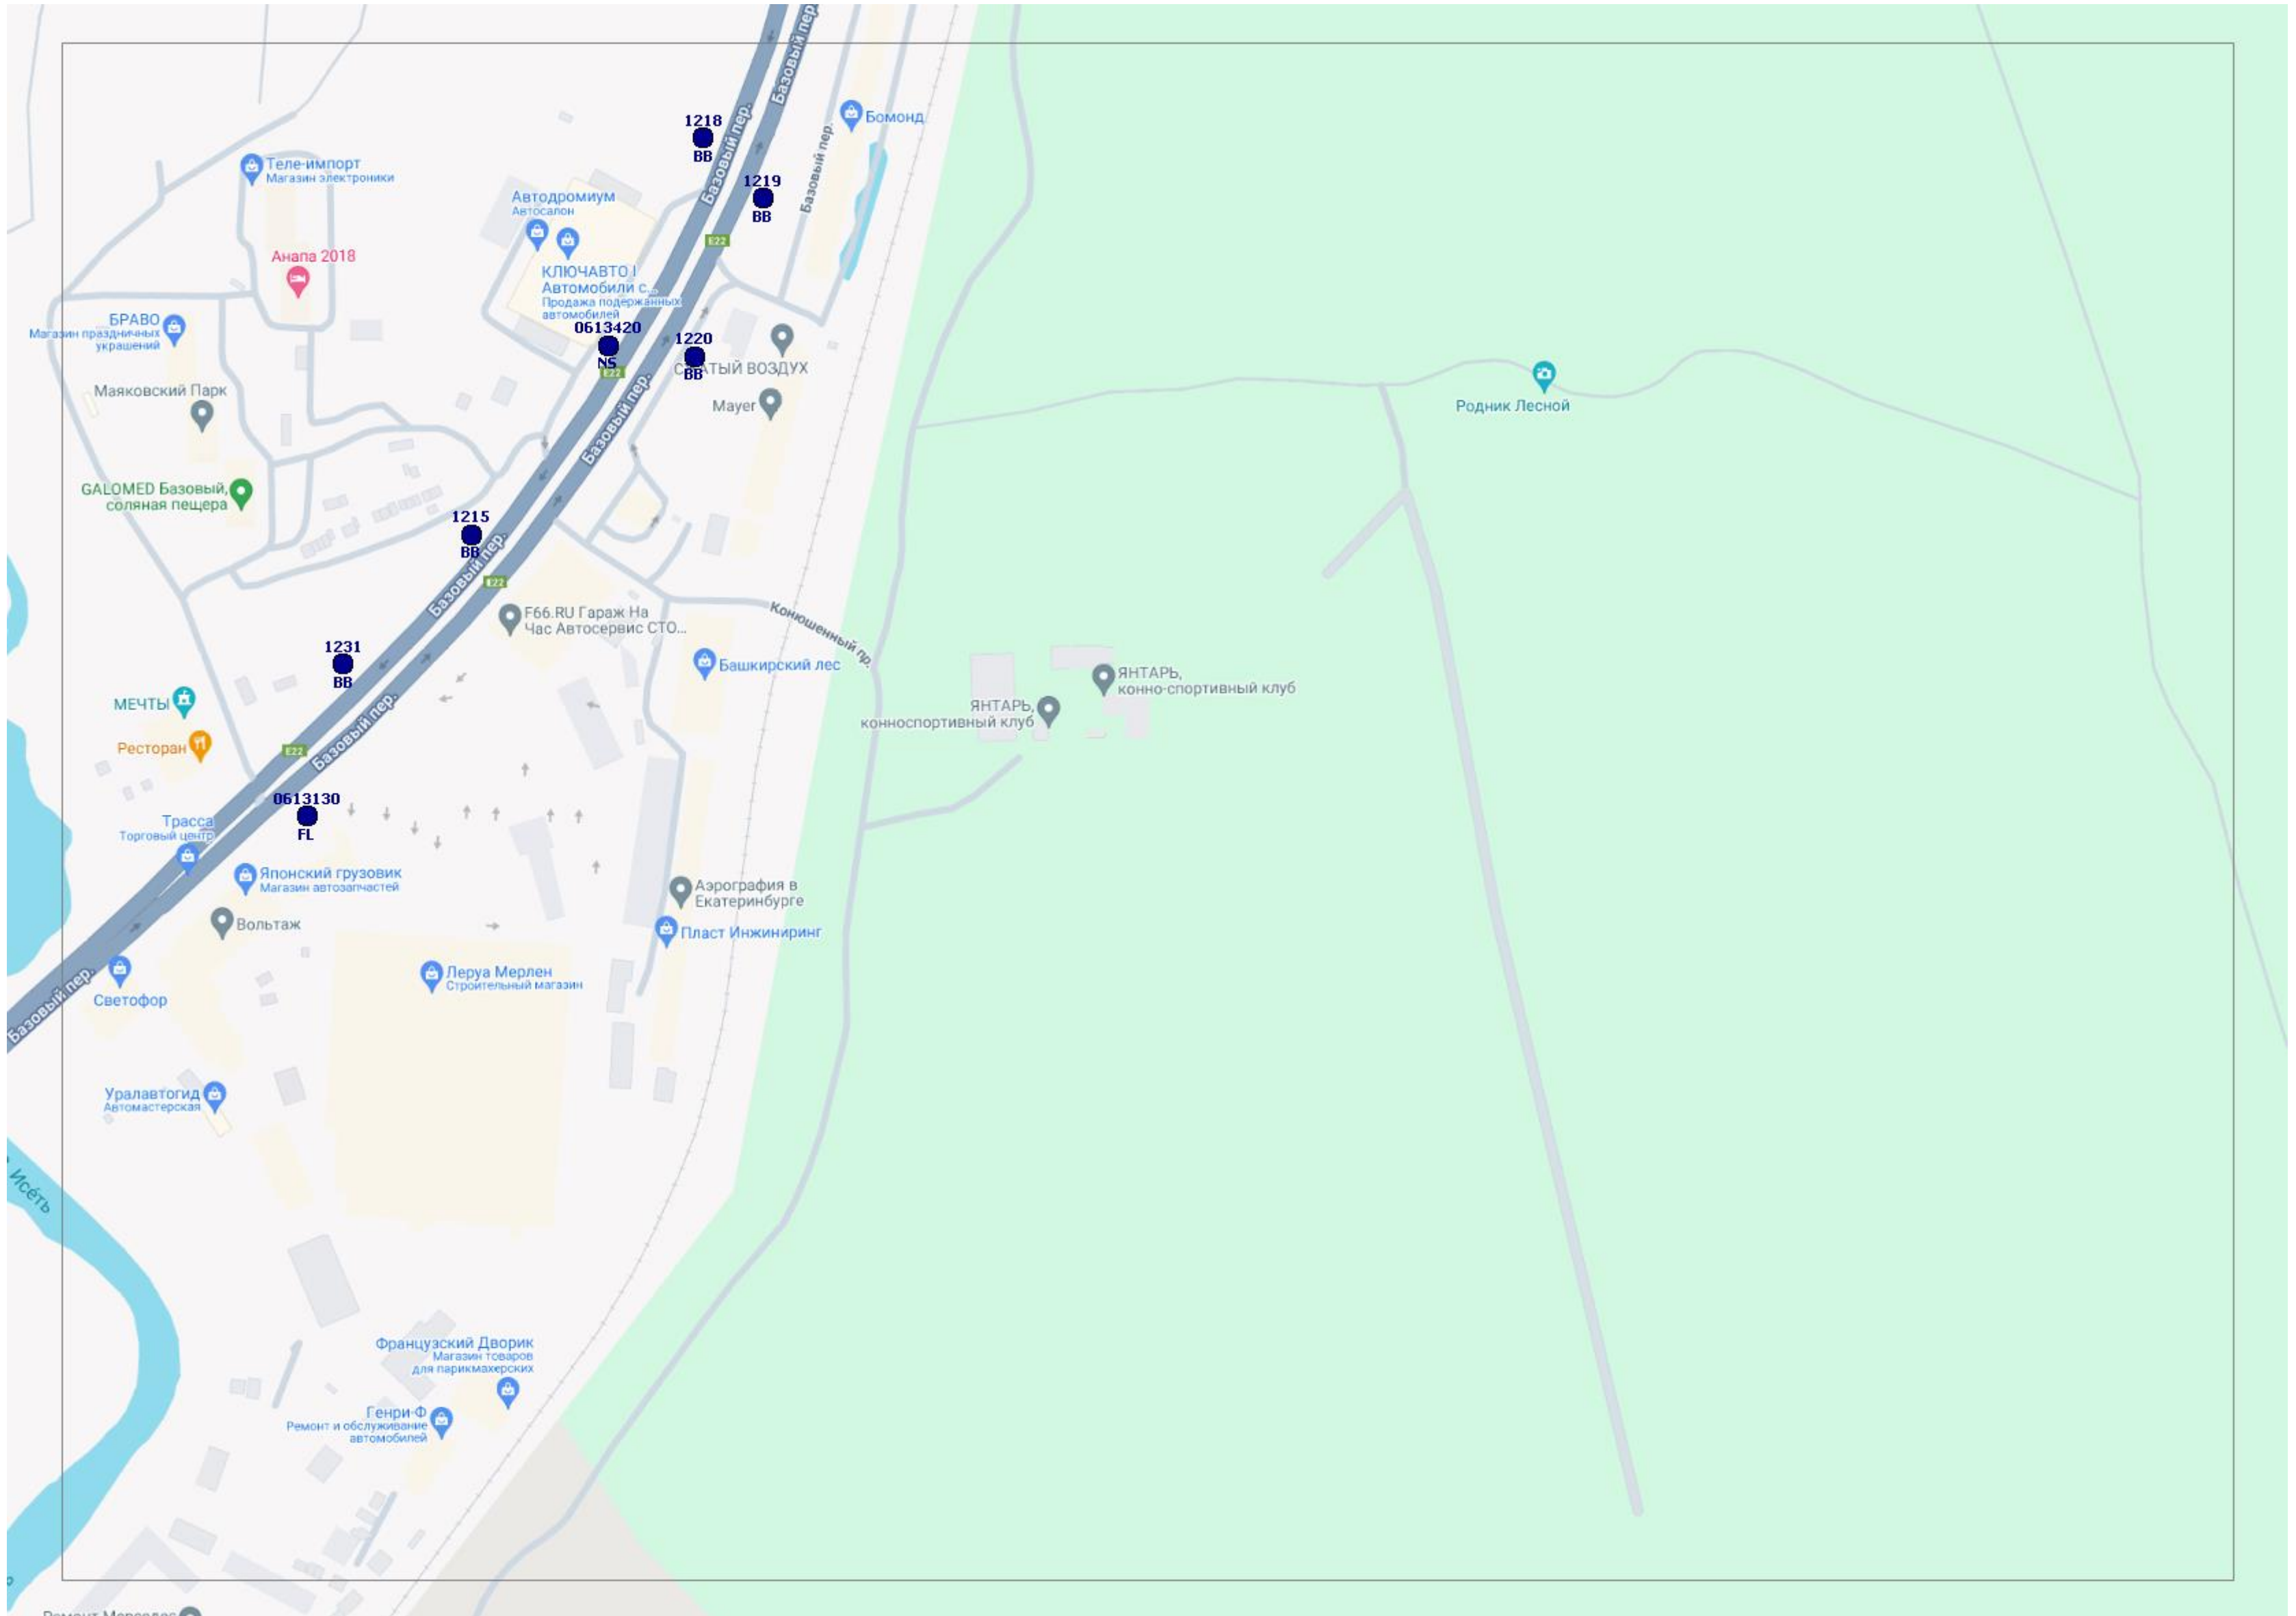 Базовый пер.
Базовый пер.
Базовый пер.
Бомонд
1218
BB
Теле-импорт
Магазин электроники
1219
BB
Автодромиум
Автосалон
Базовый пер.
E22
Анапа 2018
КЛЮЧАВТО |
Автомобили с...
Продажа подержанных
автомобилей
БРАВО
Магазин праздничных
украшений
0613420
NS
E22
1220
BB
ВОЗДУХ
Маяковский Парк
Mayer
Базовый пер.
Родник Лесной
GALOMED Базовый,
соляная пещера
1215
BB
Базовый пер.
E22
F66.RU Гараж На
Час Автосервис СТО...
Конюшенный пр.
1231
BB
Башкирский лес
ЯНТАРЬ,
конно-спортивный клуб
ЯНТАРЬ,
конноспортивный клуб
МЕЧТЫ
Базовый пер.
Ресторан
E22
0613130
FL
Трасса
Торговый центр
Японский грузовик
Магазин автозапчастей
Аэрография в
Екатеринбурге
Вольтаж
Пласт Инжиниринг
Базовый пер.
Светофор
Леруа Мерлен
Строительный магазин
Уралавтогид
Автомастерская
Исеть
Французский Дворик
Магазин товаров
для парикмахерских
Генри-Ф
Ремонт и обслуживание
автомобилей